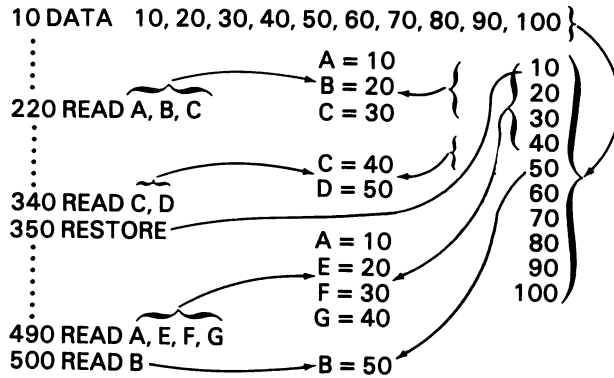 10 DATA 10, 20, 30, 40, 50, 60, 70, 80, 90, 100
A = 10
B = 20
C = 30
220 READ A, B, C
C = 40
D = 50
340 READ C, D
350 RESTORE
A = 10
E = 20
F = 30
G = 40
490 READ A, E, F, G
500 READ B
B = 50
10
20
30
40
50
60
70
80
90
100